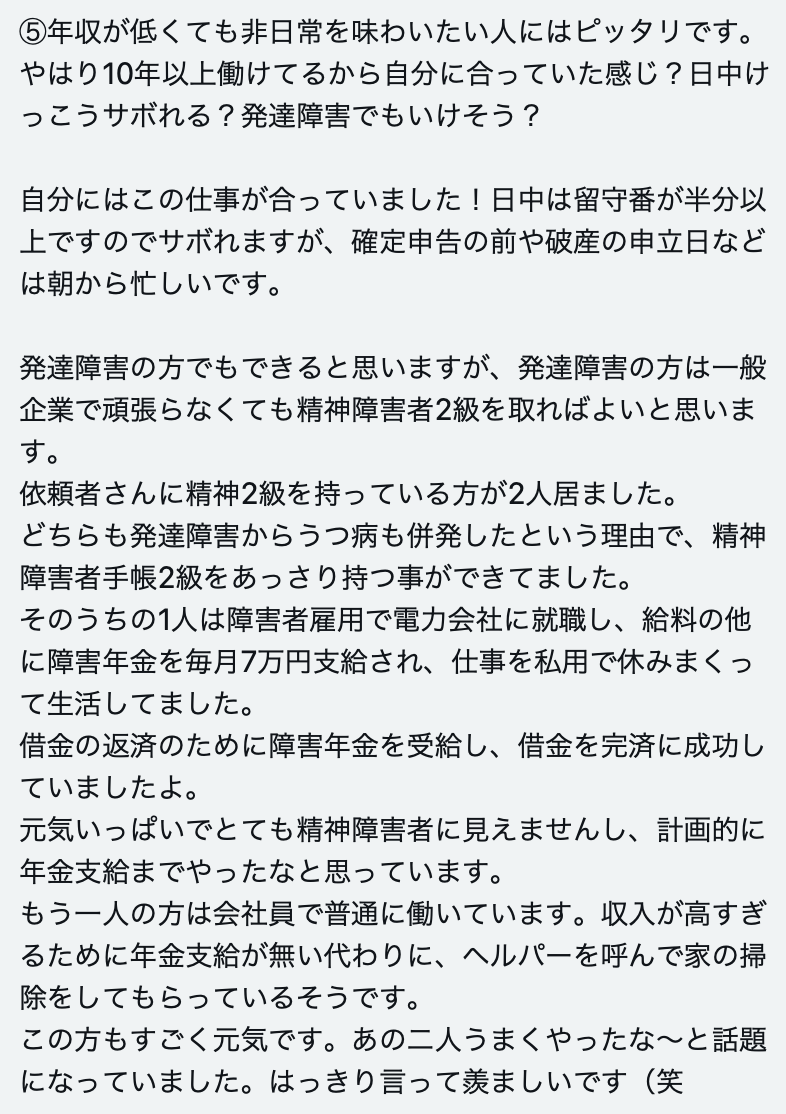 ⑤年収が低くても非日常を味わいたい人にはピッタリです。
やはり10年以上働けてるから自分に合っていた感じ？日中け
っこうサボれる？発達障害でもいけそう？
自分にはこの仕事が合っていました！日中は留守番が半分以
上ですのでサボれますが、確定申告の前や破産の申立日など
は朝から忙しいです。
発達障害の方でもできると思いますが、発達障害の方は一般
企業で頑張らなくても精神障害者2級を取ればよいと思いま
す。
依頼者さんに精神2級を持っている方が2人居ました。
どちらも発達障害からうつ病も併発したという理由で、精神
障害者手帳2級をあっさり持つ事ができてました。
そのうちの1人は障害者雇用で電力会社に就職し、給料の他
に障害年金を毎月7万円支給され、仕事を私用で休みまくっ
て生活してました。
借金の返済のために障害年金を受給し、借金を完済に成功し
ていましたよ。
元気いっぱいでとても精神障害者に見えませんし、計画的に
年金支給までやったなと思っています。
もう一人の方は会社員で普通に働いています。収入が高すぎ
るために年金支給が無い代わりに、ヘルパーを呼んで家の掃
除をしてもらっているそうです。
この方もすごく元気です。あの二人うまくやったな〜と話題
になっていました。はっきり言って羨ましいです（笑